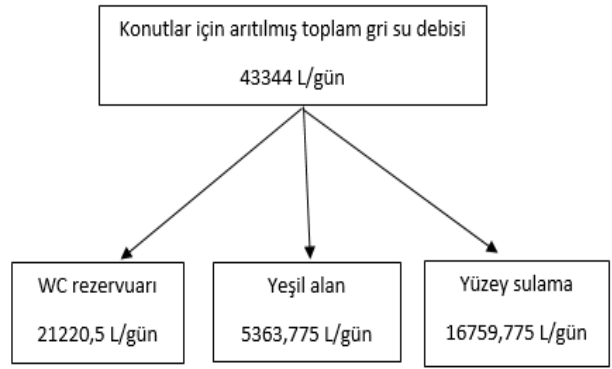 Konutlar için arıtılmış toplam gri su debisi
43344 L/gün
WC rezervuarı
21220,5 L/gün
Yeşil alan
5363,775 L/gün
Yüzey sulama
16759,775 L/gün